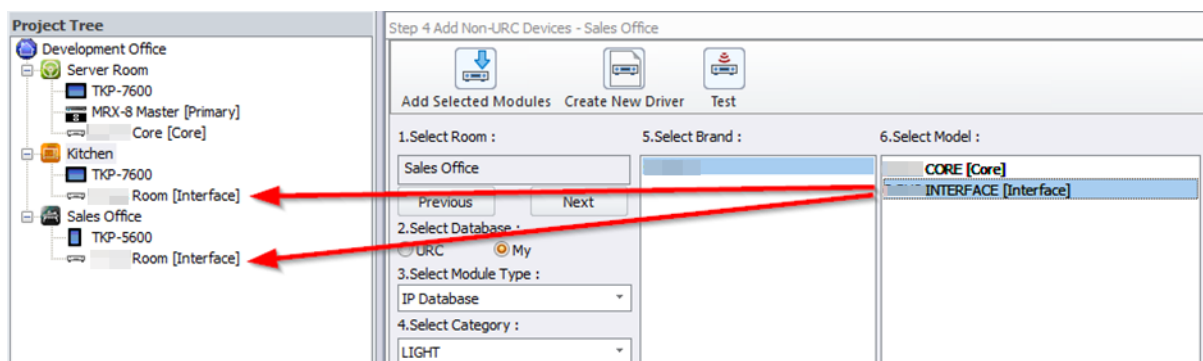 Project Tree
Development Office
Server Room
TKP-7600
MRX-8 Master [Primary]
Core [Core]
Kitchen
TKP-7600
Room [Interface]
Sales Office
TKP-5600
Room [Interface]
Step 4 Add Non-URC Devices - Sales Office
Add Selected Modules Create New Driver Test
1.Select Room :
Sales Office
Previous Next
2.Select Database :
URC My
3.Select Module Type :
IP Database
4.Select Category :
LIGHT
5.Select Brand :
6.Select Model :
CORE [Core]
INTERFACE [Interface]